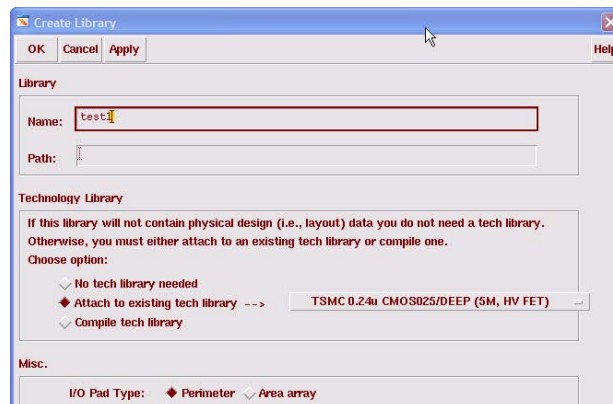 Create Library
OK Cancel Apply Help
Library
Name: test1
Path:
Technology Library
If this library will not contain physical design (i.e., layout) data you do not need a tech library.
Otherwise, you must either attach to an existing tech library or compile one.
Choose option:
No tech library needed
Attach to existing tech library --> TSMC 0.24u CMOS025/DEEP (5M, HV FET)
Compile tech library
Misc.
I/O Pad Type: Perimeter Area array